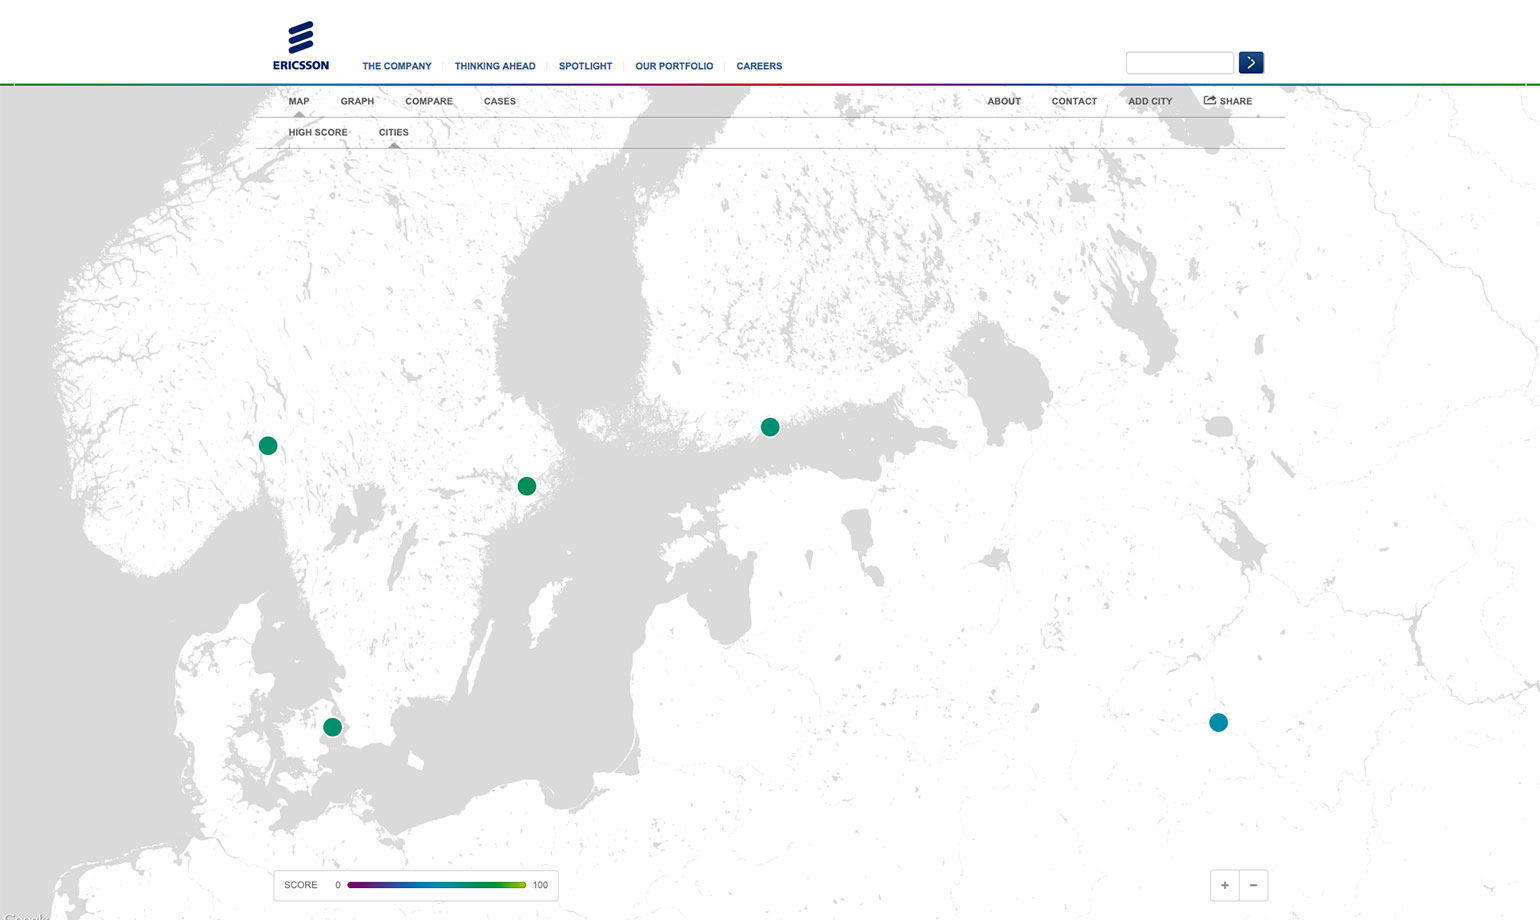 ERICSSON
THE COMPANY THINKING AHEAD SPOTLIGHT OUR PORTFOLIO CAREERS
MAP GRAPH COMPARE CASES ABOUT CONTACT ADD CITY SHARE
HIGH SCORE CITIES
SCORE 0 100
+ −
Google